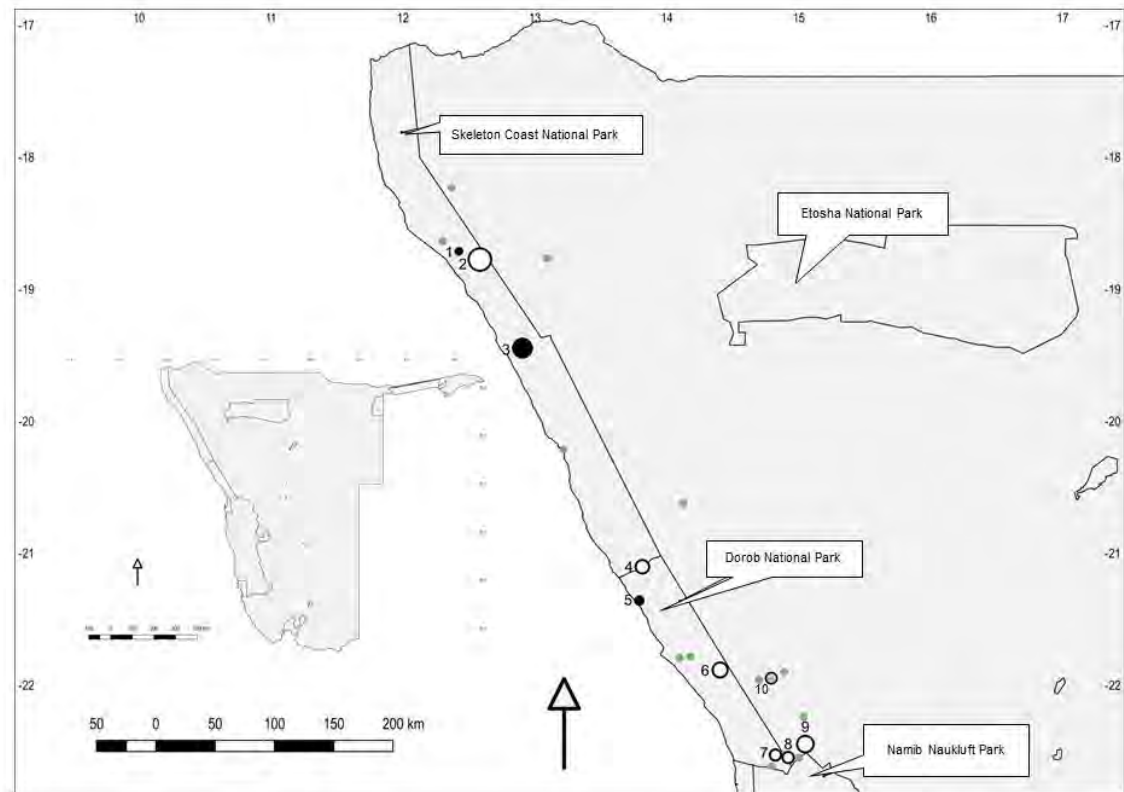 10 11 12 13 14 15 16 17
-17 -17
Skeleton Coast National Park
-18 -18
Etosha National Park
1
2
-19 -19
3
-20 -20
-21 -21
4
Dorob National Park
5
6
10
-22 -22
9
7 8
Namib Naukluft Park
50 0 50 100 150 200 km